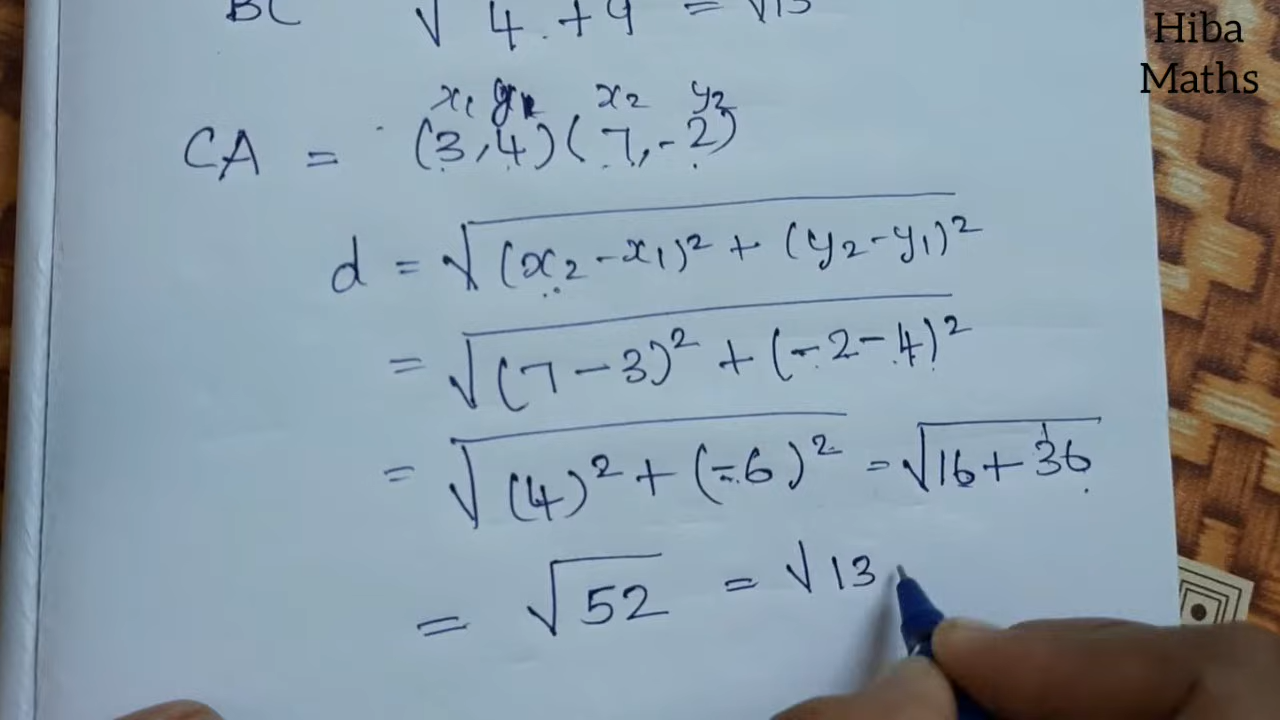 Hiba
Maths
BC √4+9 = √13
x₁ y₁ x₂ y₂
CA = (3,4)(7,-2)
d = √(x₂-x₁)² + (y₂-y₁)²
= √(7-3)² + (-2-4)²
= √(4)² + (-6)² = √16+36
= √52 = √13